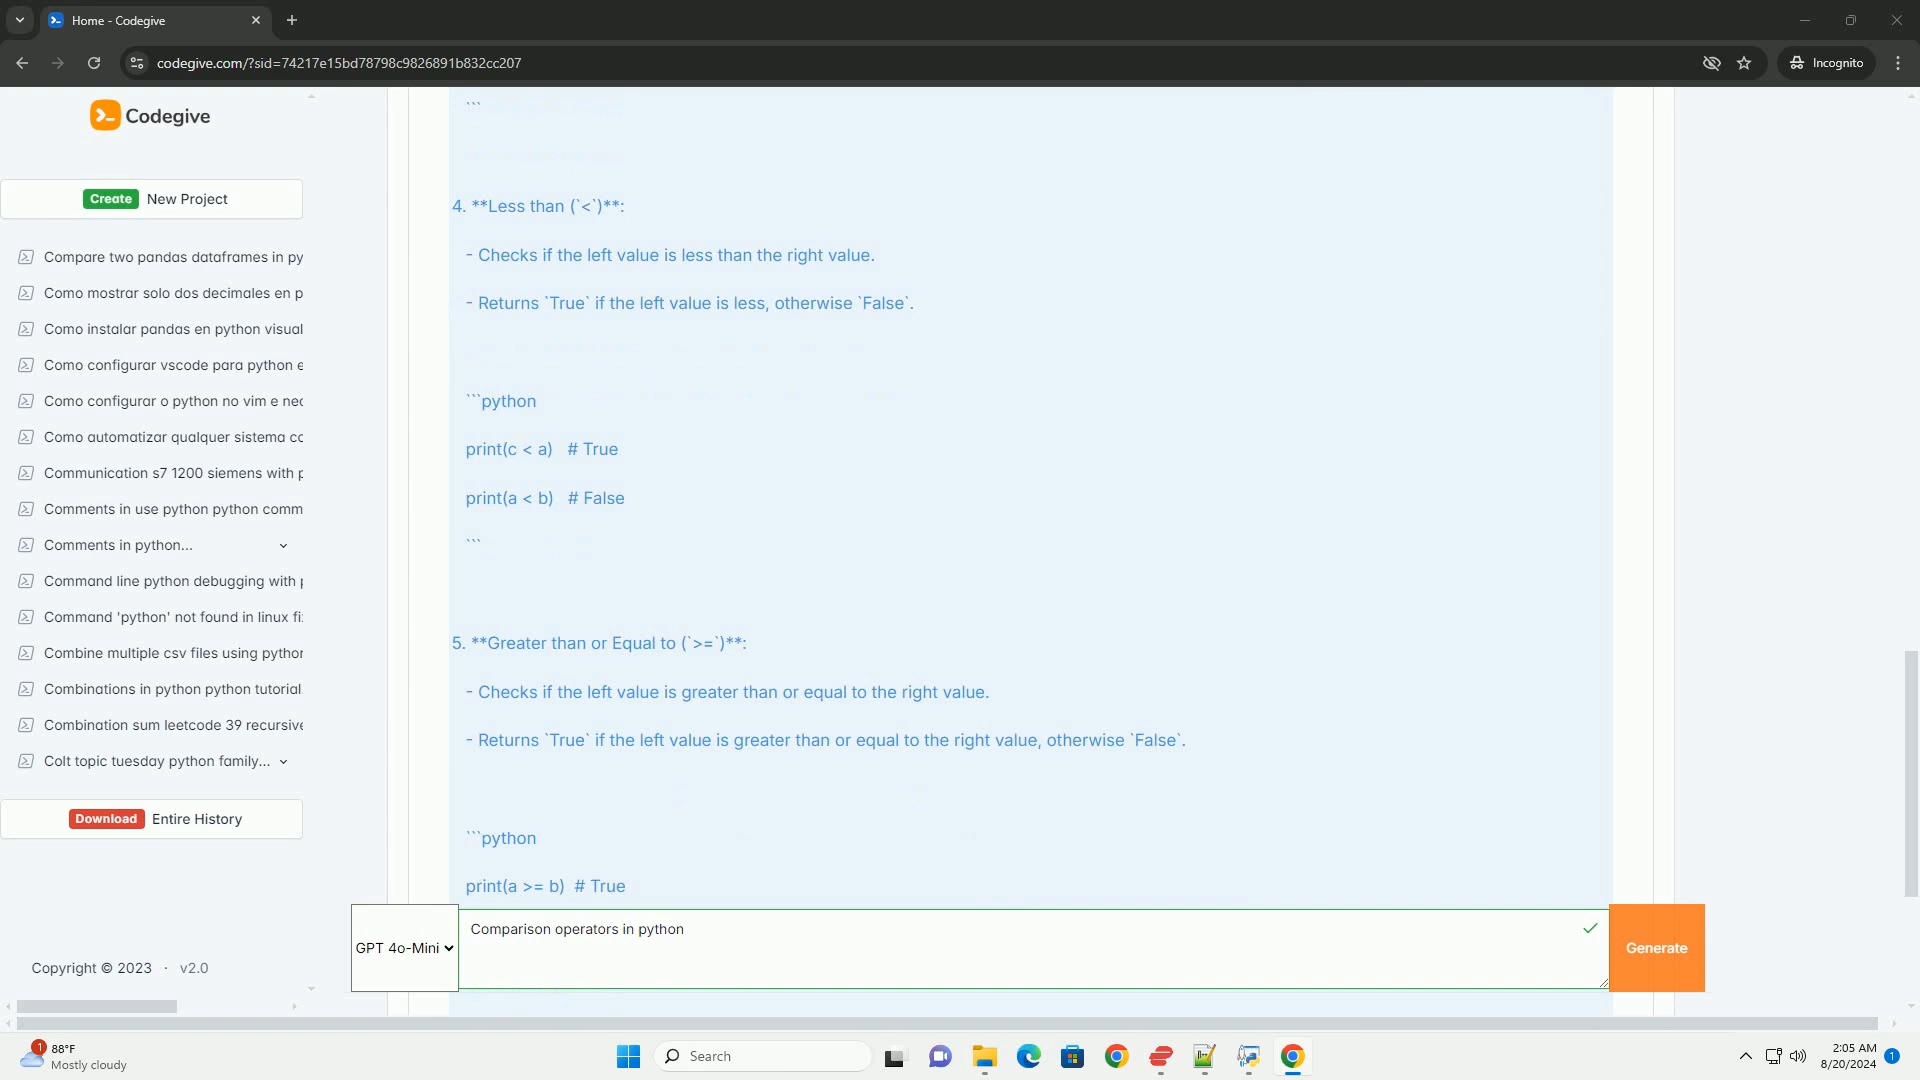 Home - Codegive
codegive.com/?sid=74217e15bd78798c9826891b832cc207
Incognito
Codegive
Create New Project
Compare two pandas dataframes in py
Como mostrar solo dos decimales en p
Como instalar pandas en python visual
Como configurar vscode para python e
Como configurar o python no vim e nec
Como automatizar qualquer sistema cc
Communication s7 1200 siemens with p
Comments in use python python comm
Comments in python...
Command line python debugging with p
Command 'python' not found in linux fi
Combine multiple csv files using python
Combinations in python python tutorial
Combination sum leetcode 39 recursive
Colt topic tuesday python family...
Download Entire History
Copyright © 2023 · v2.0
```
4. **Less than (`<`)**:
- Checks if the left value is less than the right value.
- Returns `True` if the left value is less, otherwise `False`.
```python
print(c < a)   # True
print(a < b)   # False
```
5. **Greater than or Equal to (`>=`)**:
- Checks if the left value is greater than or equal to the right value.
- Returns `True` if the left value is greater than or equal to the right value, otherwise `False`.
```python
print(a >= b)  # True
GPT 4o-Mini
Comparison operators in python
Generate
1
88°F
Mostly cloudy
Search
2:05 AM
8/20/2024
1